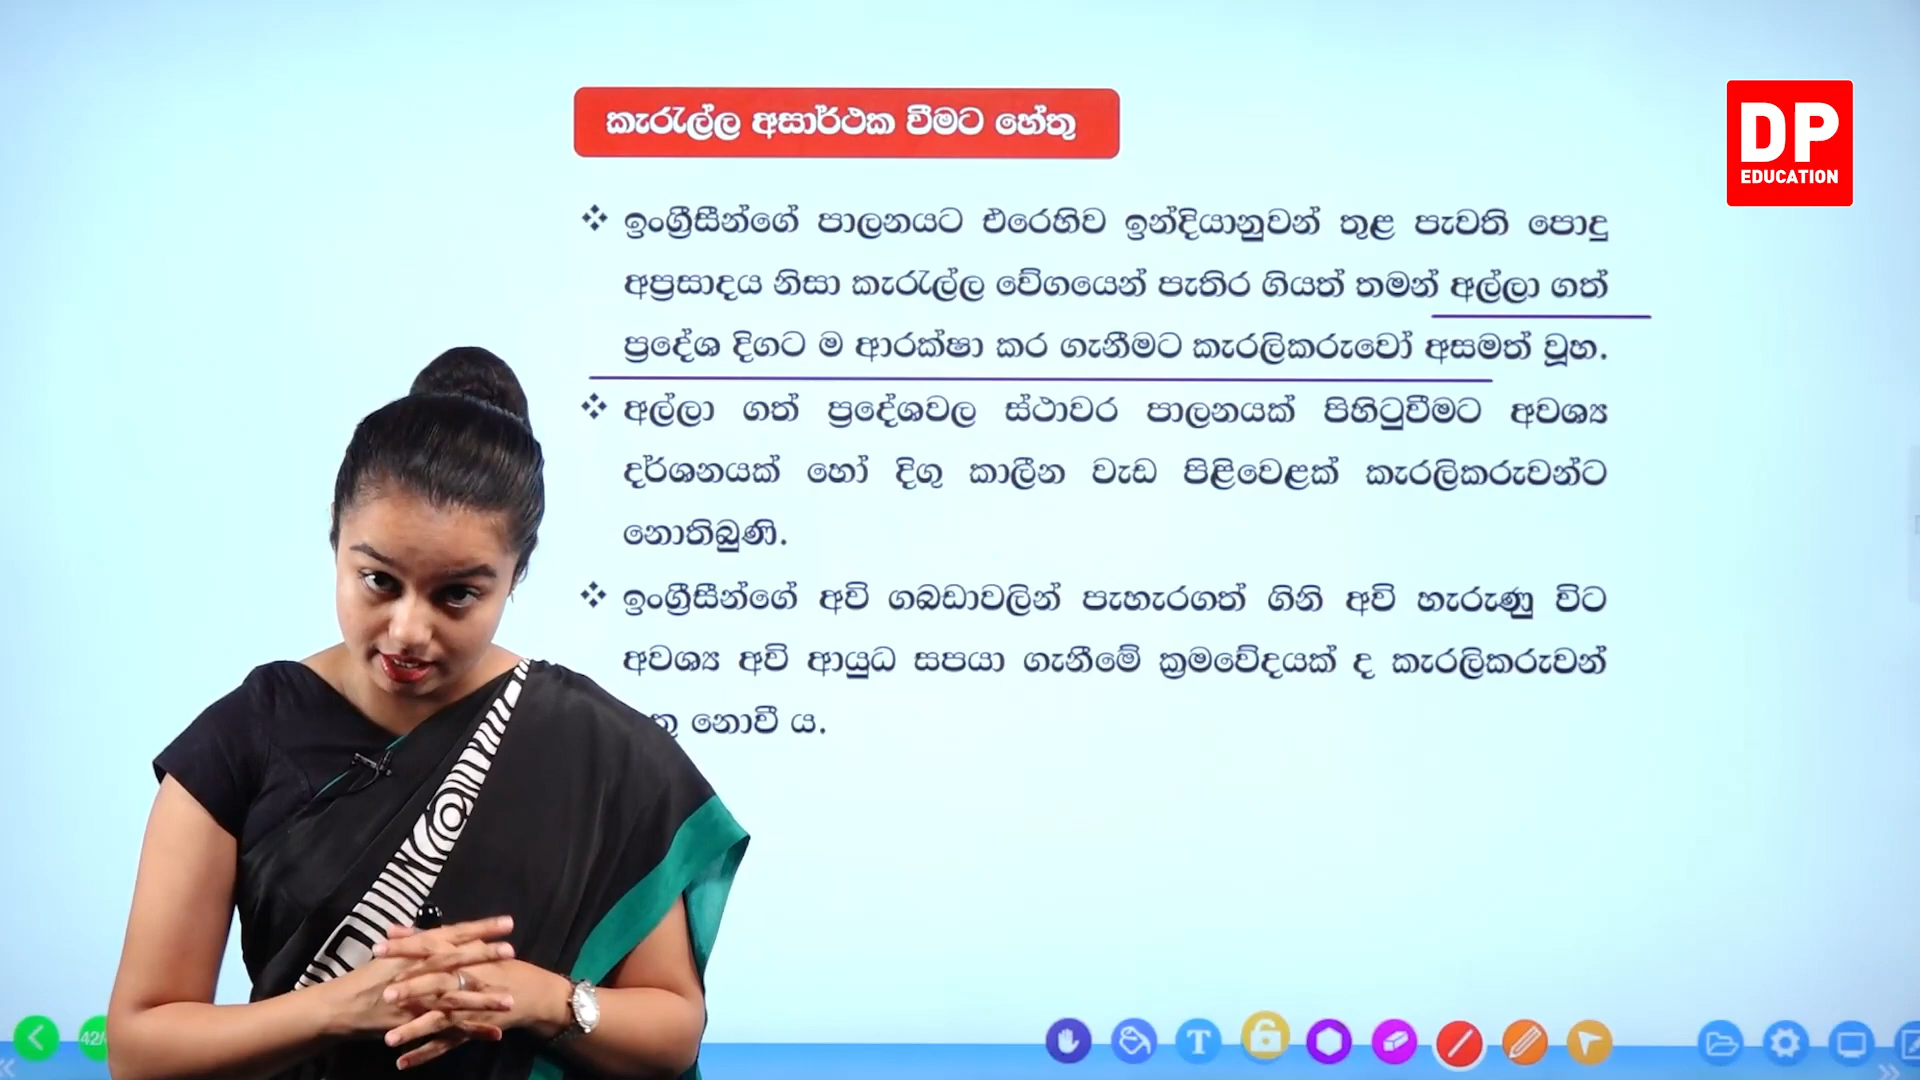 කැරැල්ල අසාර්ථක වීමට හේතු
DP
EDUCATION
ඉංග්‍රීසීන්ගේ පාලනයට එරෙහිව ඉන්දියානුවන් තුළ පැවති පොදු
අප්‍රසාදය නිසා කැරැල්ල වේගයෙන් පැතිර ගියත් තමන් අල්ලා ගත්
ප්‍රදේශ දිගට ම ආරක්ෂා කර ගැනීමට කැරලිකරුවෝ අසමත් වූහ.
අල්ලා ගත් ප්‍රදේශවල ස්ථාවර පාලනයක් පිහිටුවීමට අවශ්‍ය
දර්ශනයක් හෝ දිගු කාලීන වැඩ පිළිවෙළක් කැරලිකරුවන්ට
නොතිබුණි.
ඉංග්‍රීසීන්ගේ අවි ගබඩාවලින් පැහැරගත් ගිනි අවි හැරුණු විට
අවශ්‍ය අවි ආයුධ සපයා ගැනීමේ ක්‍රමවේදයක් ද කැරලිකරුවන්
නොවී ය.
42/
T